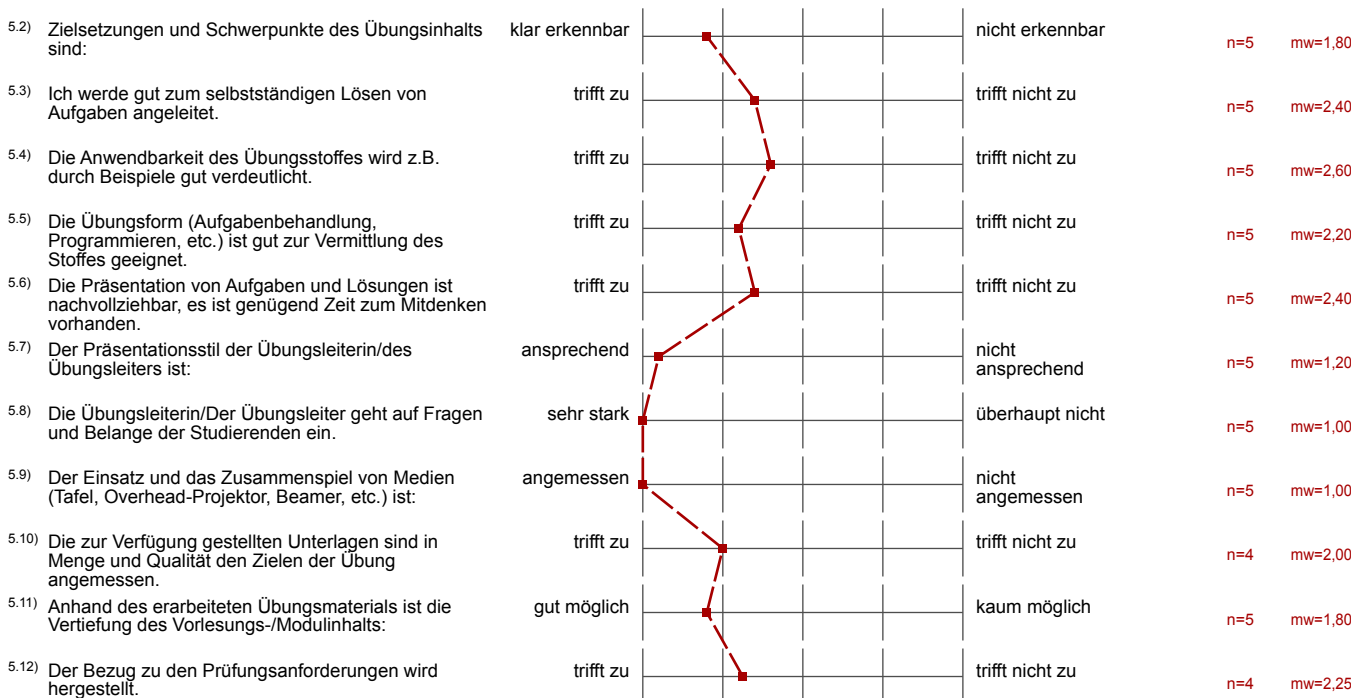 5.2) Zielsetzungen und Schwerpunkte des Übungsinhalts sind:
klar erkennbar nicht erkennbar n=5 mw=1,80
5.3) Ich werde gut zum selbstständigen Lösen von
Aufgaben angeleitet.
trifft zu trifft nicht zu n=5 mw=2,40
5.4) Die Anwendbarkeit des Übungsstoffes wird z.B.
durch Beispiele gut verdeutlicht.
trifft zu trifft nicht zu n=5 mw=2,60
5.5) Die Übungsform (Aufgabenbehandlung,
Programmieren, etc.) ist gut zur Vermittlung des
Stoffes geeignet.
trifft zu trifft nicht zu n=5 mw=2,20
5.6) Die Präsentation von Aufgaben und Lösungen ist
nachvollziehbar, es ist genügend Zeit zum Mitdenken
vorhanden.
trifft zu trifft nicht zu n=5 mw=2,40
5.7) Der Präsentationsstil der Übungsleiterin/des
Übungsleiters ist:
ansprechend nicht
ansprechend n=5 mw=1,20
5.8) Die Übungsleiterin/Der Übungsleiter geht auf Fragen
und Belange der Studierenden ein.
sehr stark überhaupt nicht n=5 mw=1,00
5.9) Der Einsatz und das Zusammenspiel von Medien
(Tafel, Overhead-Projektor, Beamer, etc.) ist:
angemessen nicht
angemessen n=5 mw=1,00
5.10) Die zur Verfügung gestellten Unterlagen sind in
Menge und Qualität den Zielen der Übung
angemessen.
trifft zu trifft nicht zu n=4 mw=2,00
5.11) Anhand des erarbeiteten Übungsmaterials ist die
Vertiefung des Vorlesungs-/Modulinhalts:
gut möglich kaum möglich n=5 mw=1,80
5.12) Der Bezug zu den Prüfungsanforderungen wird
hergestellt.
trifft zu trifft nicht zu n=4 mw=2,25